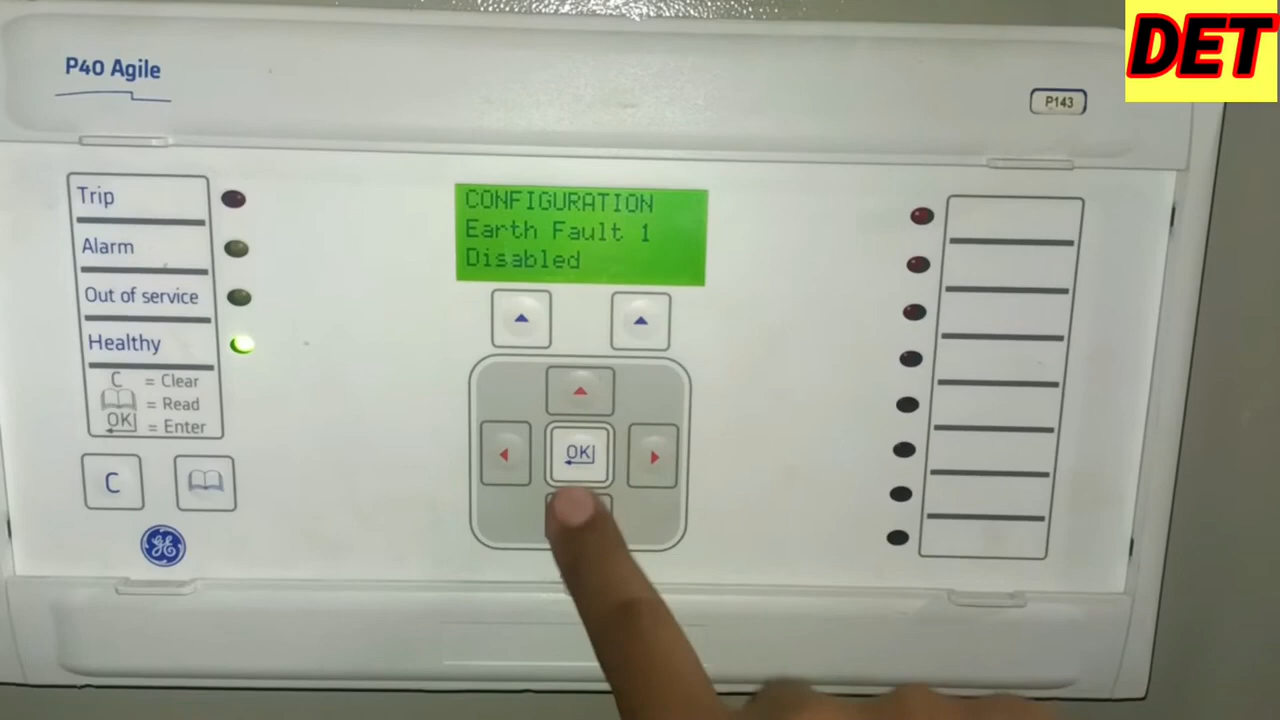 DET
P40 Agile
P143
Trip
Alarm
Out of service
Healthy
C = Clear
= Read
OK = Enter
CONFIGURATION
Earth Fault 1
Disabled
OK
C
GE